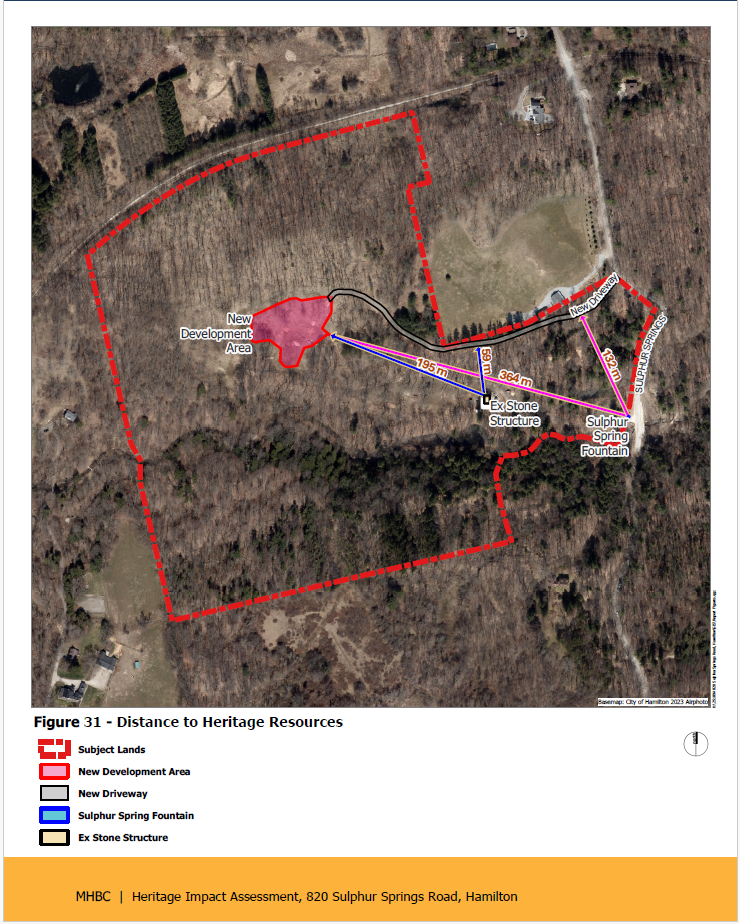 New Driveway
SULPHUR SPRINGS
New
Development
Area
195 m
364 m
59 m
132 m
Ex Stone
Structure
Sulphur
Spring
Fountain
Basemap: City of Hamilton 2023 Airphoto
Figure 31 - Distance to Heritage Resources
Subject Lands
New Development Area
New Driveway
Sulphur Spring Fountain
Ex Stone Structure
MHBC | Heritage Impact Assessment, 820 Sulphur Springs Road, Hamilton